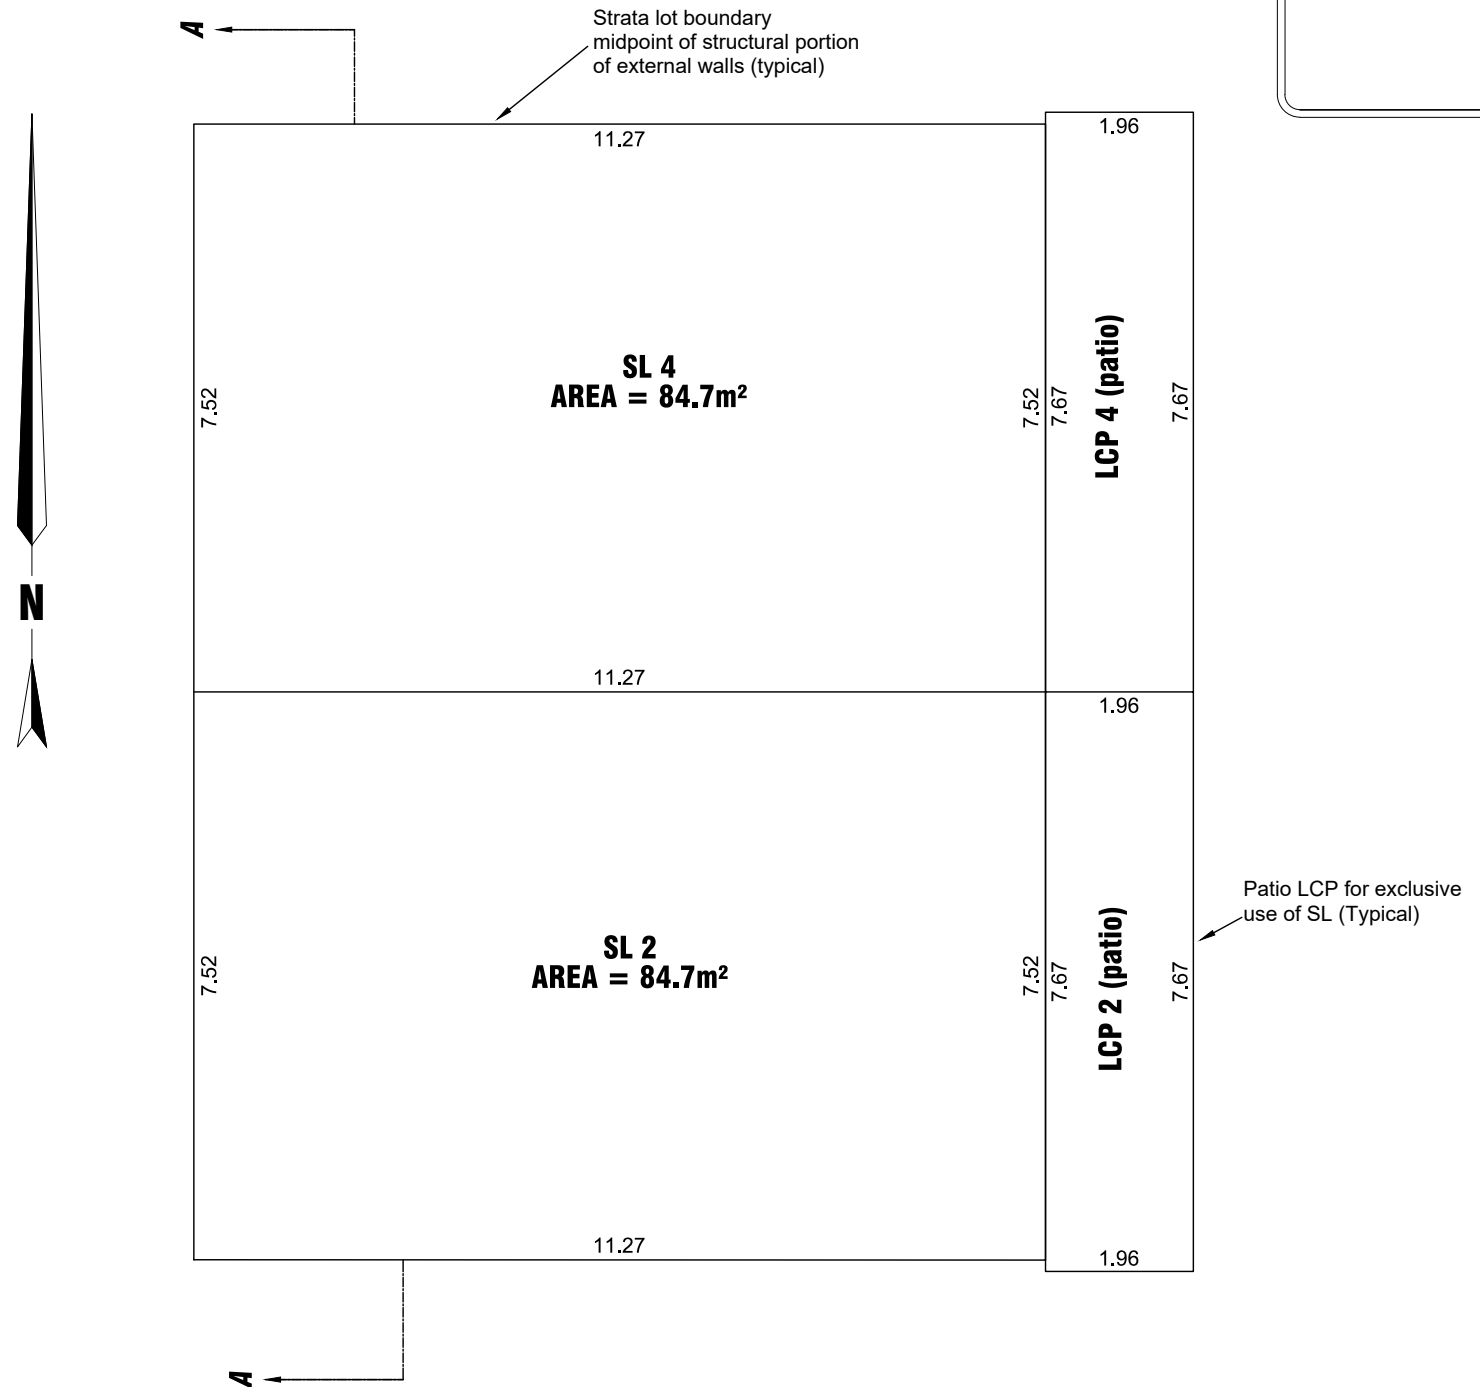 A
Strata lot boundary
midpoint of structural portion
of external walls (typical)
11.27
1.96
SL 4
AREA = 84.7m²
7.52
7.52
7.67
LCP 4 (patio)
7.67
N
11.27
1.96
SL 2
AREA = 84.7m²
7.52
7.52
7.67
LCP 2 (patio)
7.67
Patio LCP for exclusive
use of SL (Typical)
11.27
1.96
A